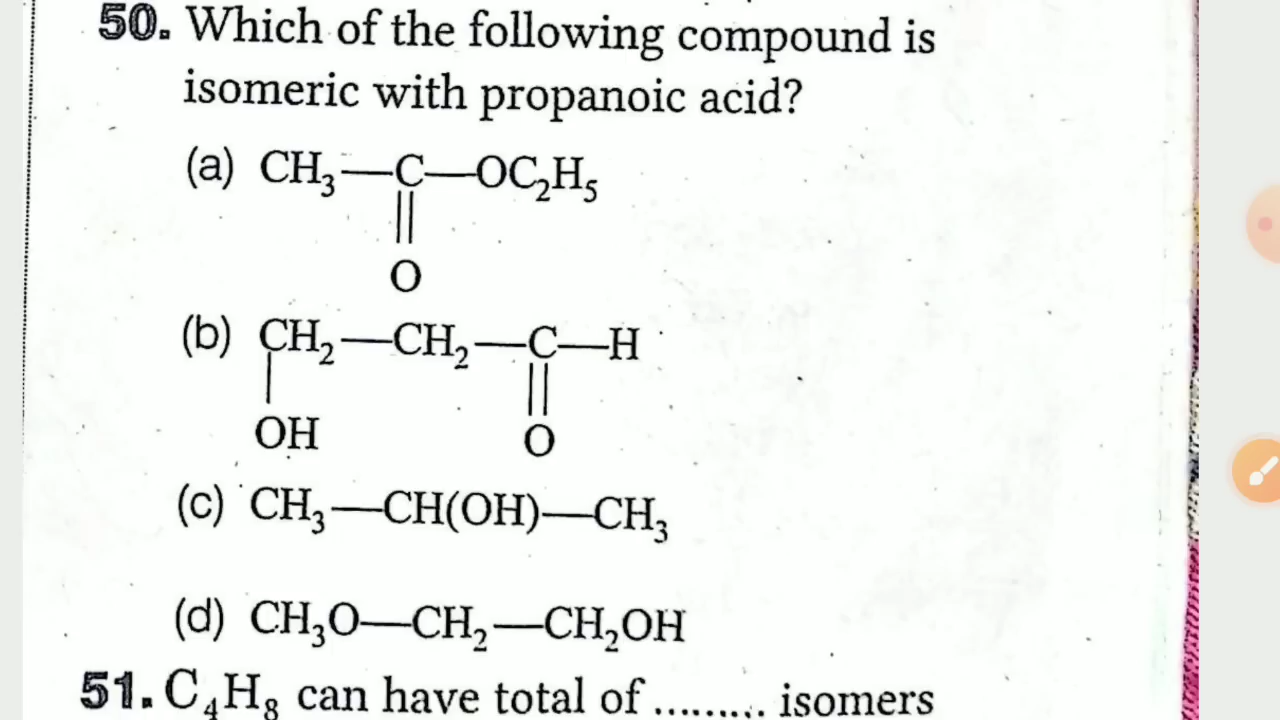 50. Which of the following compound is
isomeric with propanoic acid?
(a) CH₃—C—OC₂H₅
||
O
(b) CH₂—CH₂—C—H
| ||
OH O
(c) CH₃—CH(OH)—CH₃
(d) CH₃O—CH₂—CH₂OH
51. C₄H₈ can have total of ......... isomers